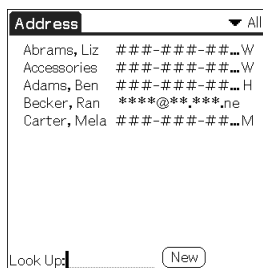 Address All
Abrams, Liz ###-###-##...W
Accessories ###-###-##...W
Adams, Ben ###-###-##...H
Becker, Ran ****@**.***.ne
Carter, Mela ###-###-##...M
Look Up: New